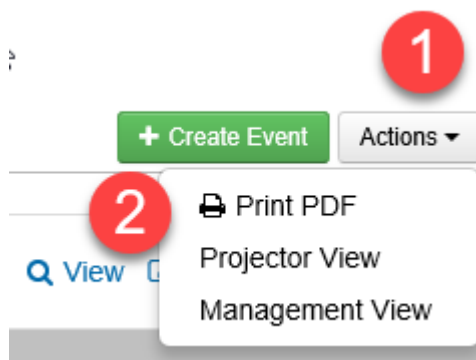 1
+ Create Event Actions
2
Print PDF
View
Projector View
Management View